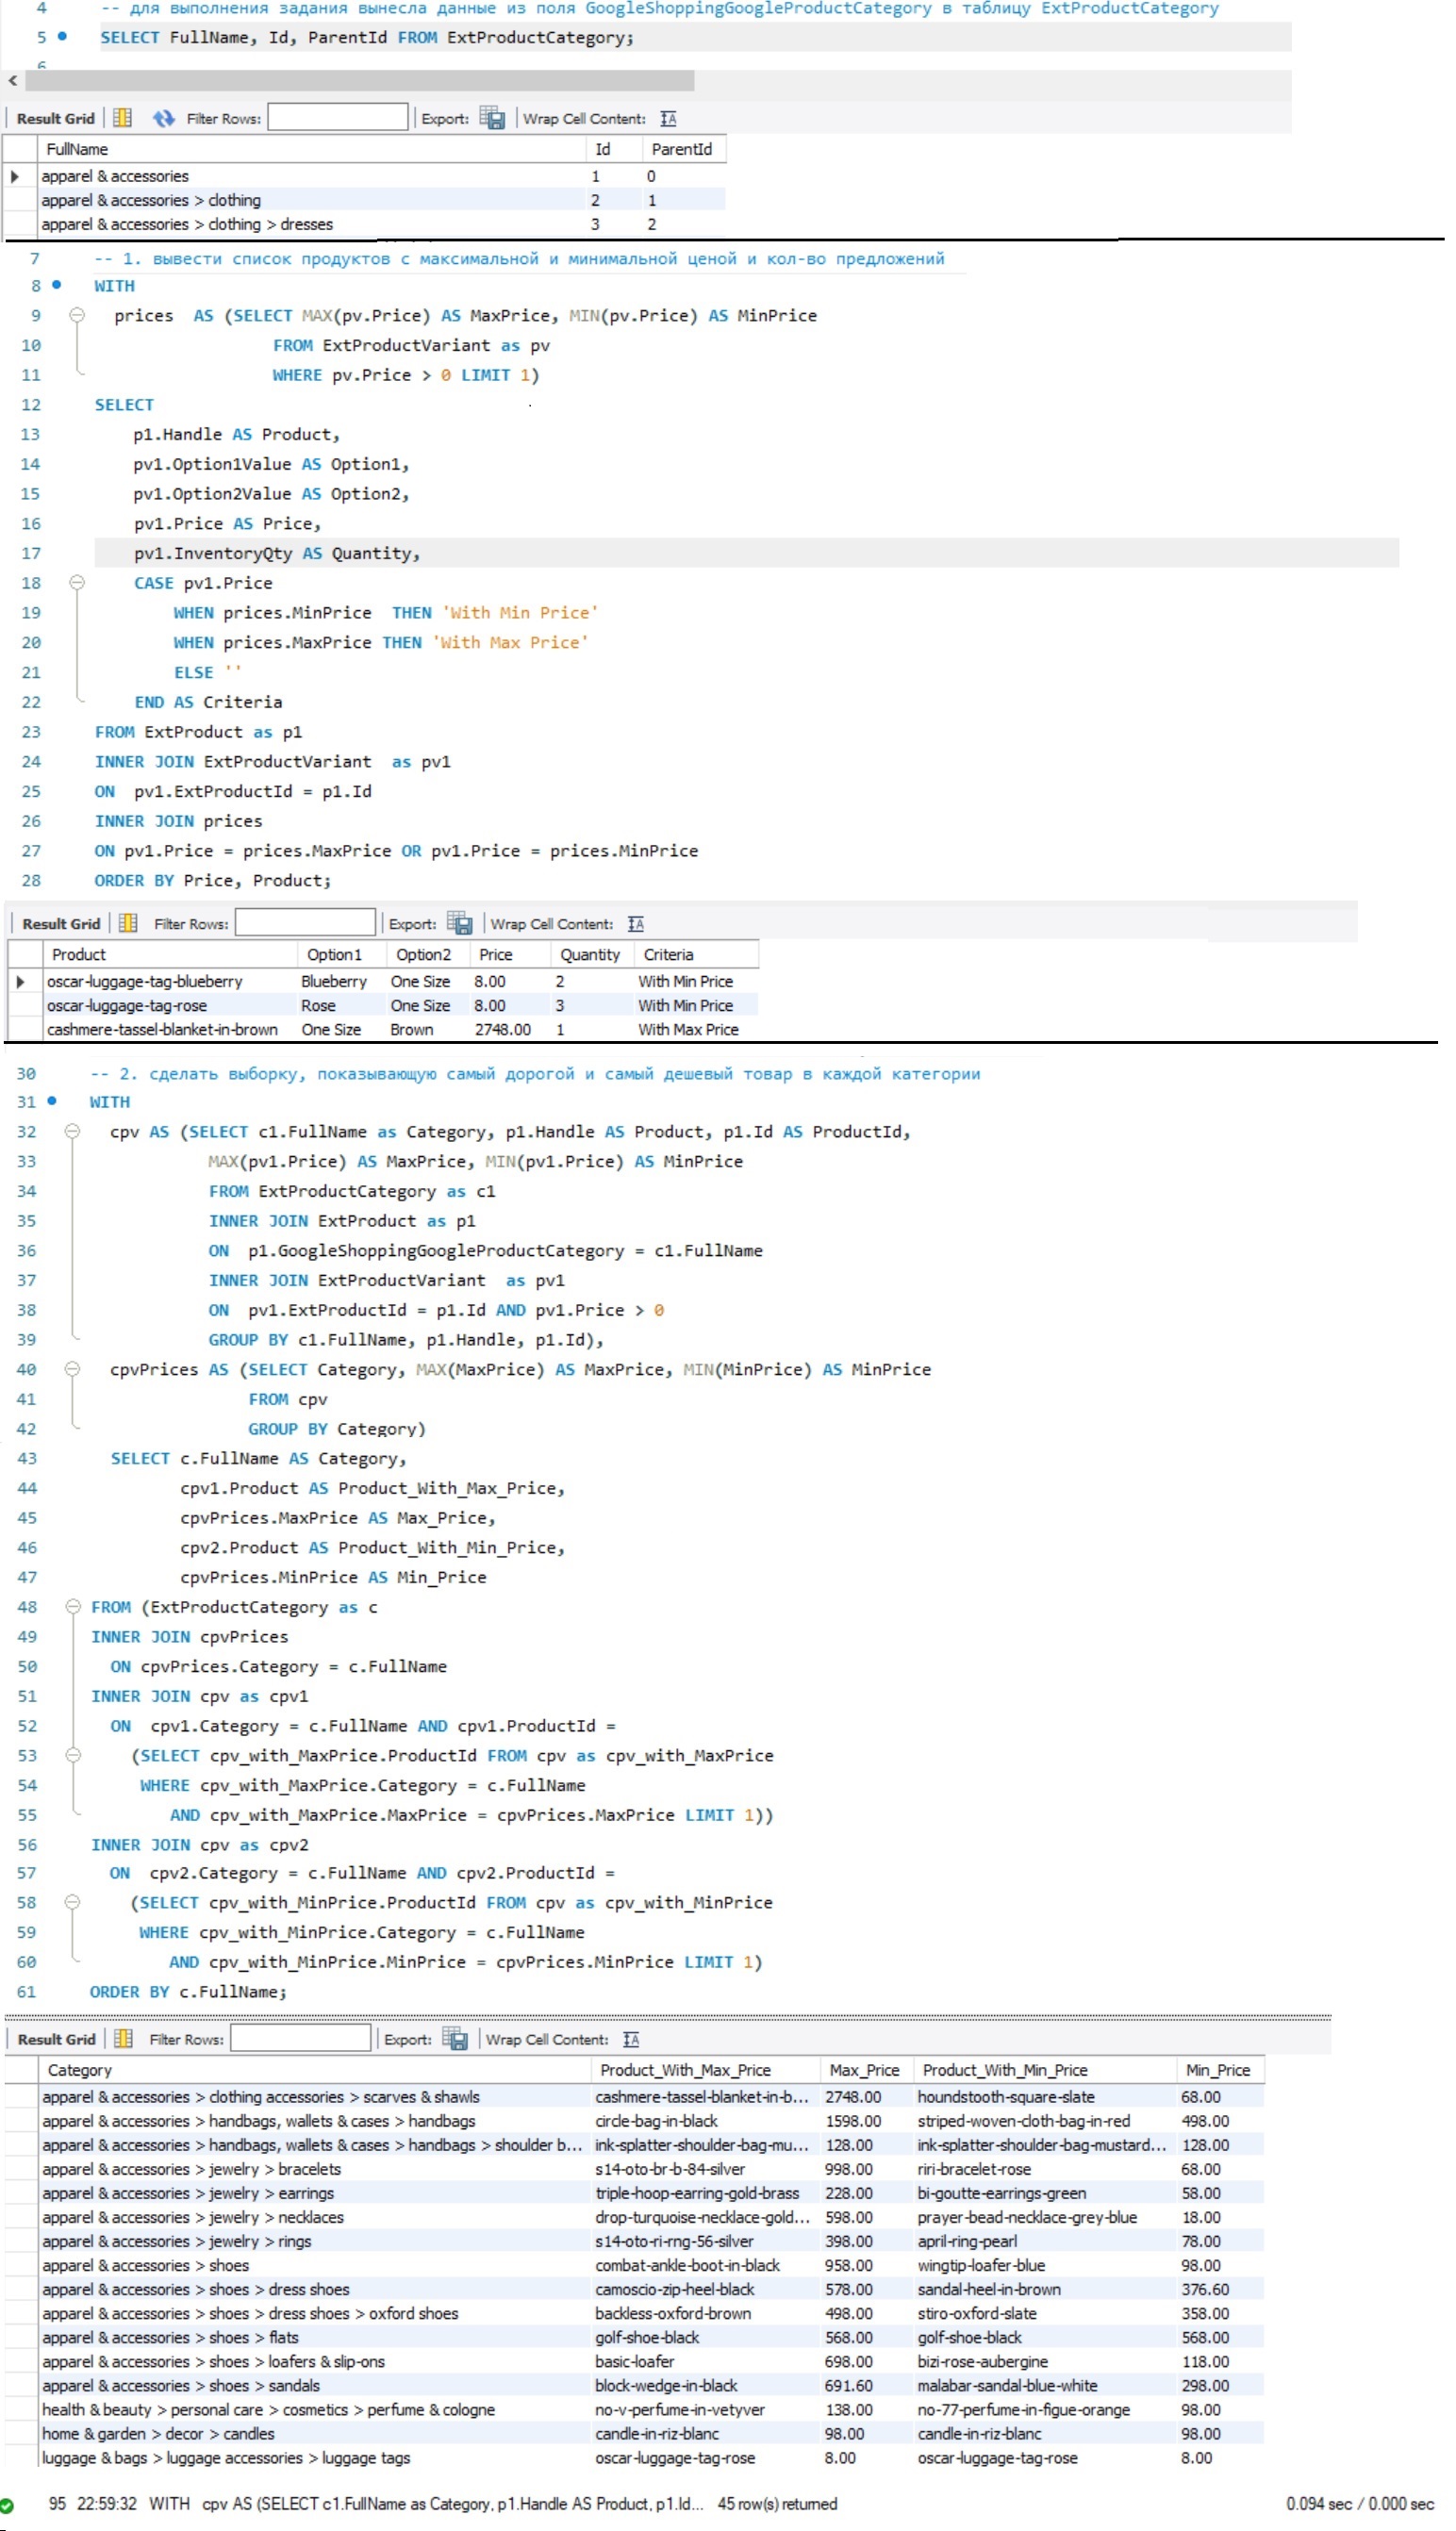 4 -- для выполнения задания вынесла данные из поля GoogleShoppingGoogleProductCategory в таблицу ExtProductCategory
5 SELECT FullName, Id, ParentId FROM ExtProductCategory;
6
Result Grid Filter Rows: Export: Wrap Cell Content:
FullName Id ParentId
apparel & accessories 1 0
apparel & accessories > clothing 2 1
apparel & accessories > clothing > dresses 3 2
7 -- 1. вывести список продуктов с максимальной и минимальной ценой и кол-во предложений
8 WITH
9 prices AS (SELECT MAX(pv.Price) AS MaxPrice, MIN(pv.Price) AS MinPrice
10 FROM ExtProductVariant as pv
11 WHERE pv.Price > 0 LIMIT 1)
12 SELECT
13 p1.Handle AS Product,
14 pv1.Option1Value AS Option1,
15 pv1.Option2Value AS Option2,
16 pv1.Price AS Price,
17 pv1.InventoryQty AS Quantity,
18 CASE pv1.Price
19 WHEN prices.MinPrice THEN 'With Min Price'
20 WHEN prices.MaxPrice THEN 'With Max Price'
21 ELSE ''
22 END AS Criteria
23 FROM ExtProduct as p1
24 INNER JOIN ExtProductVariant as pv1
25 ON pv1.ExtProductId = p1.Id
26 INNER JOIN prices
27 ON pv1.Price = prices.MaxPrice OR pv1.Price = prices.MinPrice
28 ORDER BY Price, Product;
Result Grid Filter Rows: Export: Wrap Cell Content:
Product Option1 Option2 Price Quantity Criteria
oscar-luggage-tag-blueberry Blueberry One Size 8.00 2 With Min Price
oscar-luggage-tag-rose Rose One Size 8.00 3 With Min Price
cashmere-tassel-blanket-in-brown One Size Brown 2748.00 1 With Max Price
30 -- 2. сделать выборку, показывающую самый дорогой и самый дешевый товар в каждой категории
31 WITH
32 cpv AS (SELECT c1.FullName as Category, p1.Handle AS Product, p1.Id AS ProductId,
33 MAX(pv1.Price) AS MaxPrice, MIN(pv1.Price) AS MinPrice
34 FROM ExtProductCategory as c1
35 INNER JOIN ExtProduct as p1
36 ON p1.GoogleShoppingGoogleProductCategory = c1.FullName
37 INNER JOIN ExtProductVariant as pv1
38 ON pv1.ExtProductId = p1.Id AND pv1.Price > 0
39 GROUP BY c1.FullName, p1.Handle, p1.Id),
40 cpvPrices AS (SELECT Category, MAX(MaxPrice) AS MaxPrice, MIN(MinPrice) AS MinPrice
41 FROM cpv
42 GROUP BY Category)
43 SELECT c.FullName AS Category,
44 cpv1.Product AS Product_With_Max_Price,
45 cpvPrices.MaxPrice AS Max_Price,
46 cpv2.Product AS Product_With_Min_Price,
47 cpvPrices.MinPrice AS Min_Price
48 FROM (ExtProductCategory as c
49 INNER JOIN cpvPrices
50 ON cpvPrices.Category = c.FullName
51 INNER JOIN cpv as cpv1
52 ON cpv1.Category = c.FullName AND cpv1.ProductId =
53 (SELECT cpv_with_MaxPrice.ProductId FROM cpv as cpv_with_MaxPrice
54 WHERE cpv_with_MaxPrice.Category = c.FullName
55 AND cpv_with_MaxPrice.MaxPrice = cpvPrices.MaxPrice LIMIT 1))
56 INNER JOIN cpv as cpv2
57 ON cpv2.Category = c.FullName AND cpv2.ProductId =
58 (SELECT cpv_with_MinPrice.ProductId FROM cpv as cpv_with_MinPrice
59 WHERE cpv_with_MinPrice.Category = c.FullName
60 AND cpv_with_MinPrice.MinPrice = cpvPrices.MinPrice LIMIT 1)
61 ORDER BY c.FullName;
Result Grid Filter Rows: Export: Wrap Cell Content:
Category Product_With_Max_Price Max_Price Product_With_Min_Price Min_Price
apparel & accessories > clothing accessories > scarves & shawls cashmere-tassel-blanket-in-b... 2748.00 houndstooth-square-slate 68.00
apparel & accessories > handbags, wallets & cases > handbags circle-bag-in-black 1598.00 striped-woven-cloth-bag-in-red 498.00
apparel & accessories > handbags, wallets & cases > handbags > shoulder b... ink-splatter-shoulder-bag-mu... 128.00 ink-splatter-shoulder-bag-mustard... 128.00
apparel & accessories > jewelry > bracelets s14-oto-br-b-84-silver 998.00 riri-bracelet-rose 68.00
apparel & accessories > jewelry > earrings triple-hoop-earring-gold-brass 228.00 bi-goutte-earrings-green 58.00
apparel & accessories > jewelry > necklaces drop-turquoise-necklace-gold... 598.00 prayer-bead-necklace-grey-blue 18.00
apparel & accessories > jewelry > rings s14-oto-ri-rng-56-silver 398.00 april-ring-pearl 78.00
apparel & accessories > shoes combat-ankle-boot-in-black 958.00 wingtip-loafer-blue 98.00
apparel & accessories > shoes > dress shoes camoscio-zip-heel-black 578.00 sandal-heel-in-brown 376.60
apparel & accessories > shoes > dress shoes > oxford shoes backless-oxford-brown 498.00 stiro-oxford-slate 358.00
apparel & accessories > shoes > flats golf-shoe-black 568.00 golf-shoe-black 568.00
apparel & accessories > shoes > loafers & slip-ons basic-loafer 698.00 bizi-rose-aubergine 118.00
apparel & accessories > shoes > sandals block-wedge-in-black 691.60 malabar-sandal-blue-white 298.00
health & beauty > personal care > cosmetics > perfume & cologne no-v-perfume-in-vetyver 138.00 no-77-perfume-in-figue-orange 98.00
home & garden > decor > candles candle-in-riz-blanc 98.00 candle-in-riz-blanc 98.00
luggage & bags > luggage accessories > luggage tags oscar-luggage-tag-rose 8.00 oscar-luggage-tag-rose 8.00
95 22:59:32 WITH cpv AS (SELECT c1.FullName as Category, p1.Handle AS Product, p1.Id... 45 row(s) returned 0.094 sec / 0.000 sec